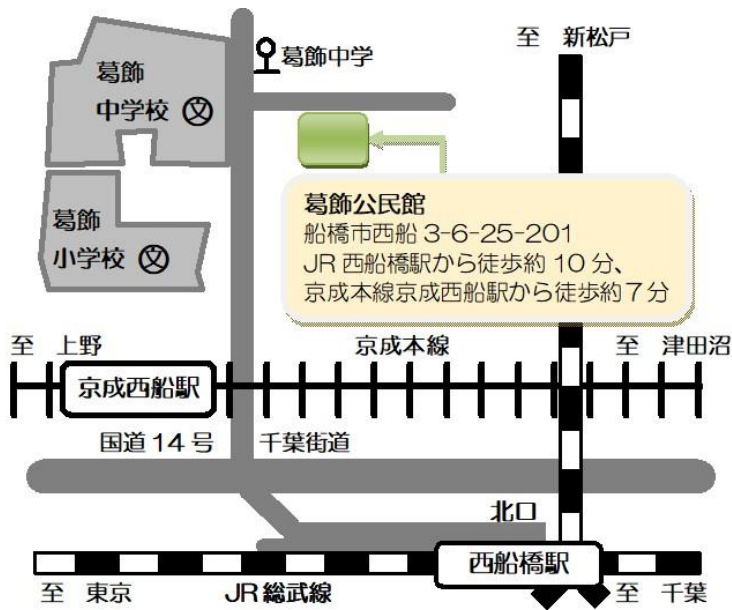 至 新松戸
葛飾中学
葛飾
中学校 文
葛飾公民館
船橋市西船 3-6-25-201
JR 西船橋駅から徒歩約 10 分、
京成本線京成西船駅から徒歩約7分
葛飾
小学校 文
至 上野
京成本線
至 津田沼
京成西船駅
国道 14 号 千葉街道
北口
西船橋駅
至 東京
JR 総武線
至 千葉